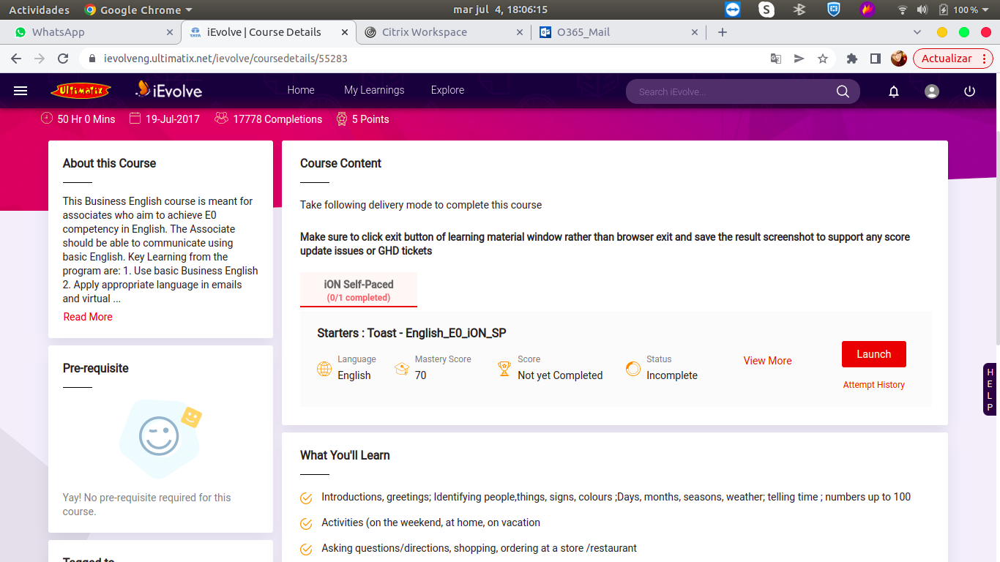 Actividades
Google Chrome
mar jul 4, 18:06:15
S
100 %
WhatsApp
TATA
iEvolve | Course Details
Citrix Workspace
O365_Mail
ievolveng.ultimatix.net/ievolve/coursedetails/55283
Actualizar
Ultimatix
iEvolve
Home
My Learnings
Explore
Search iEvolve...
50 Hr 0 Mins
19-Jul-2017
17778 Completions
5 Points
About this Course
This Business English course is meant for
associates who aim to achieve E0
competency in English. The Associate
should be able to communicate using
basic English. Key Learning from the
program are: 1. Use basic Business English
2. Apply appropriate language in emails
and virtual ...
Read More
Pre-requisite
Yay! No pre-requisite required for this
course.
Tagged to
Course Content
Take following delivery mode to complete this course
Make sure to click exit button of learning material window rather than browser exit and save the result screenshot to support any score
update issues or GHD tickets
iON Self-Paced
(0/1 completed)
Starters : Toast - English_E0_iON_SP
Language
English
Mastery Score
70
Score
Not yet Completed
Status
Incomplete
View More
Launch
Attempt History
HELP
What You'll Learn
Introductions, greetings; Identifying people,things, signs, colours ;Days, months, seasons, weather; telling time ; numbers up to 100
Activities (on the weekend, at home, on vacation
Asking questions/directions, shopping, ordering at a store /restaurant